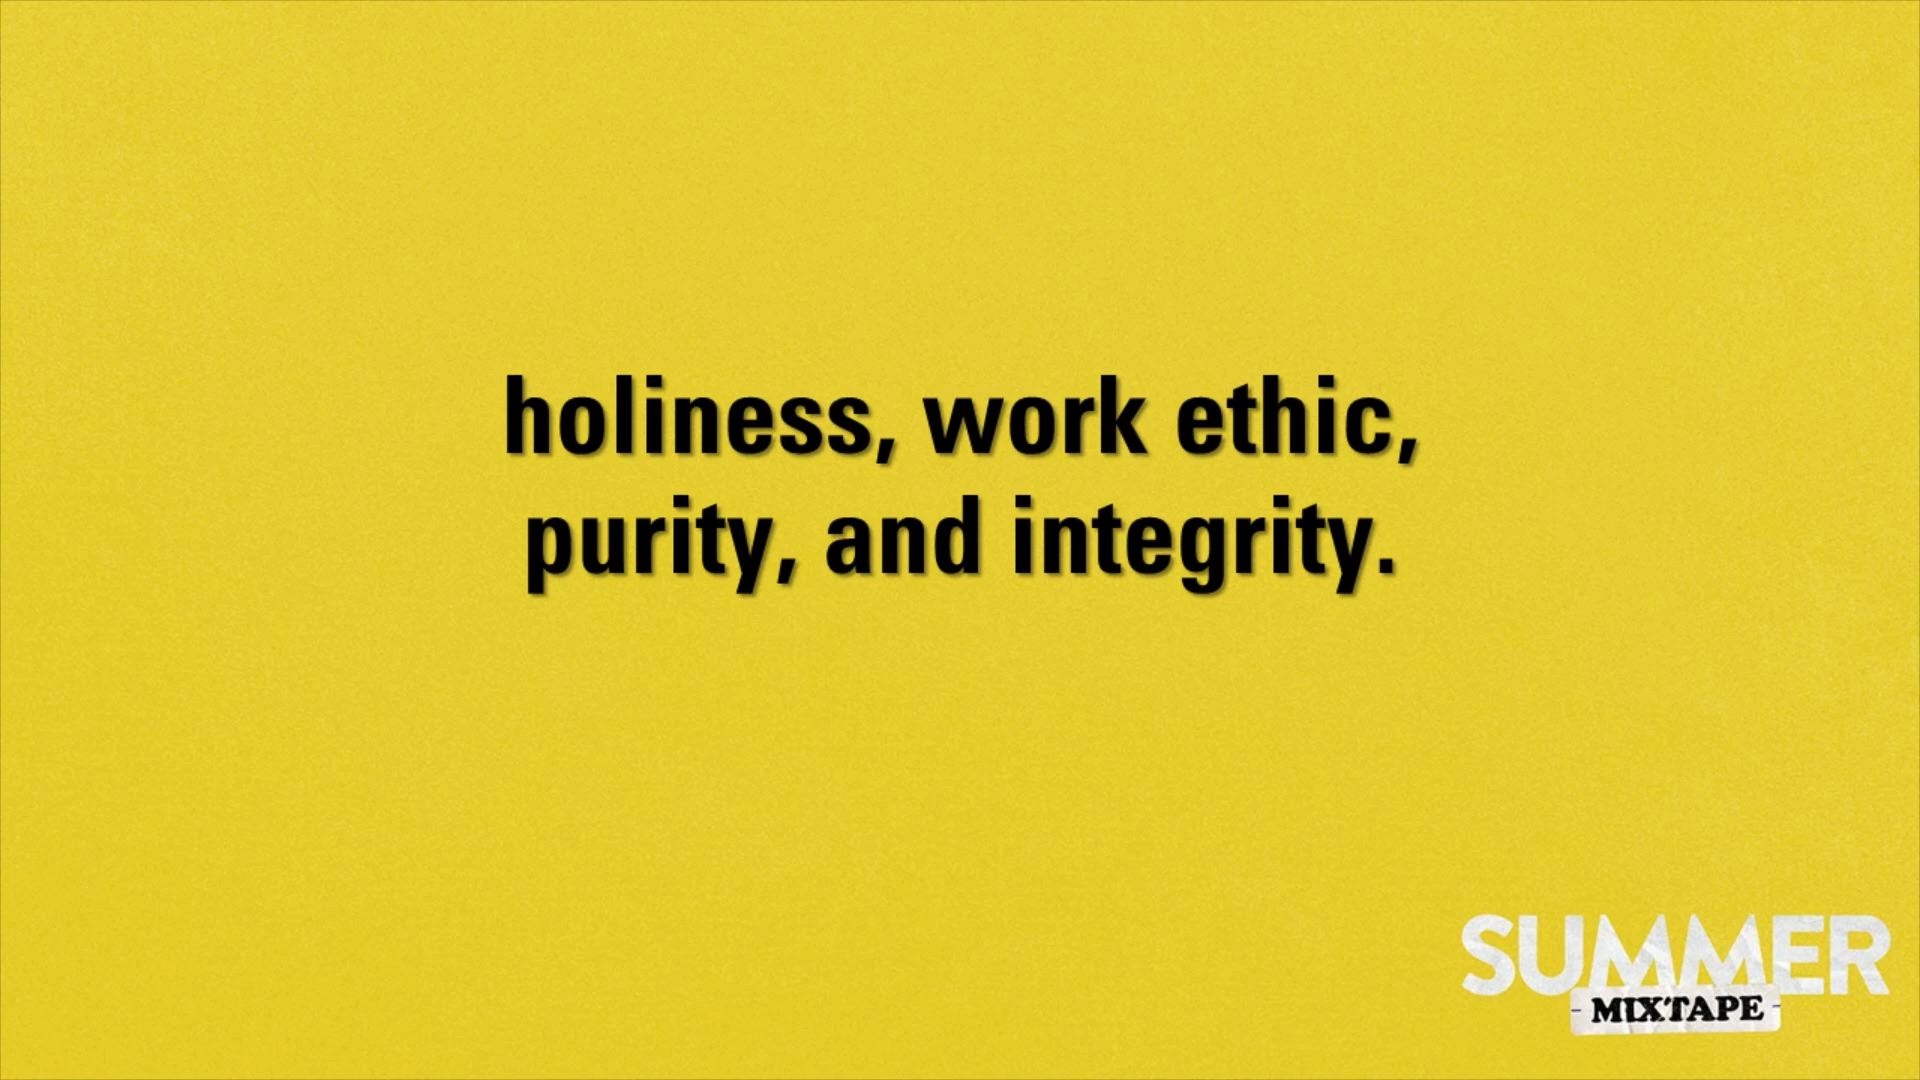 holiness, work ethic,
purity, and integrity.
SUMMER
- MIXTAPE -